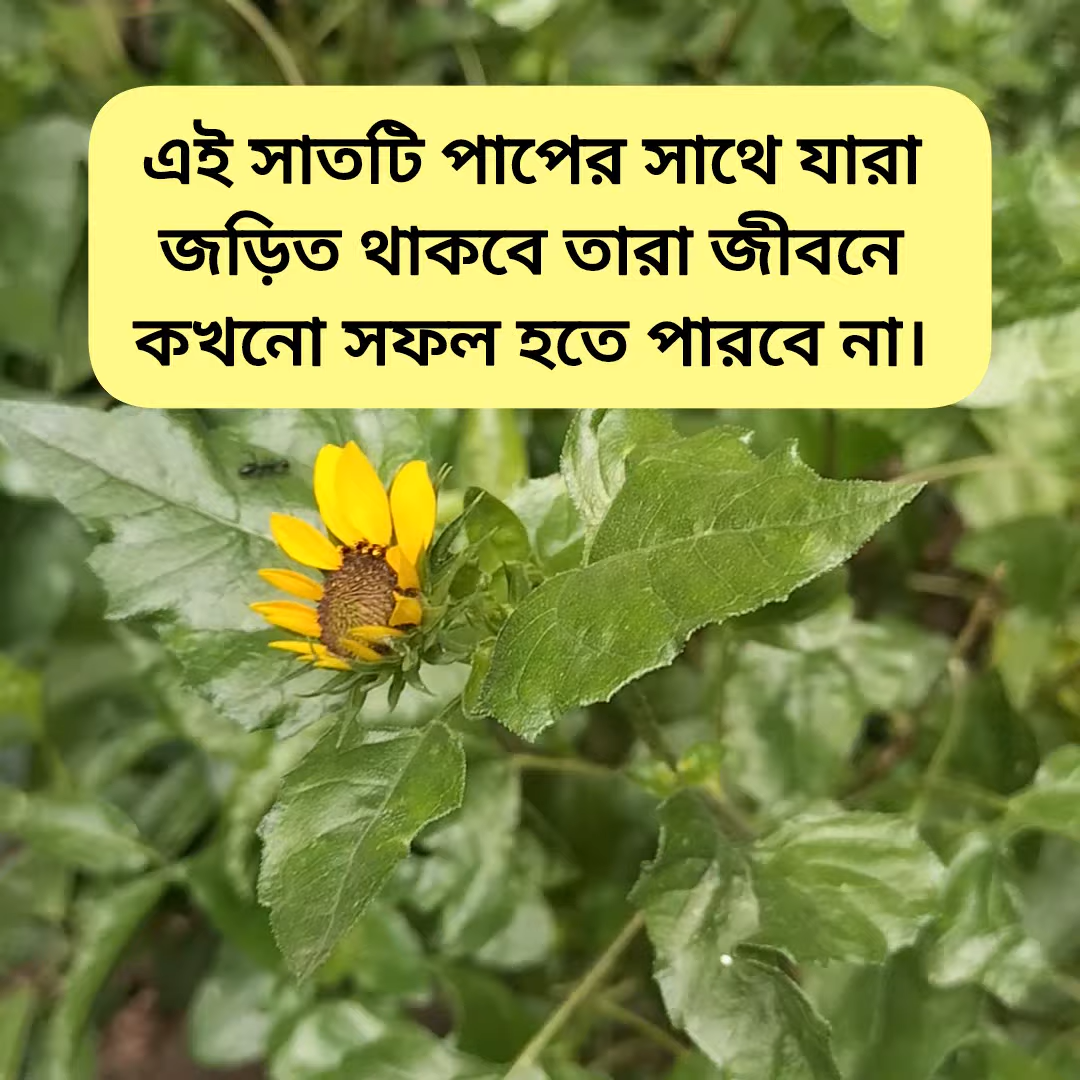 এই সাতটি পাপের সাথে যারা
জড়িত থাকবে তারা জীবনে
কখনো সফল হতে পারবে না।